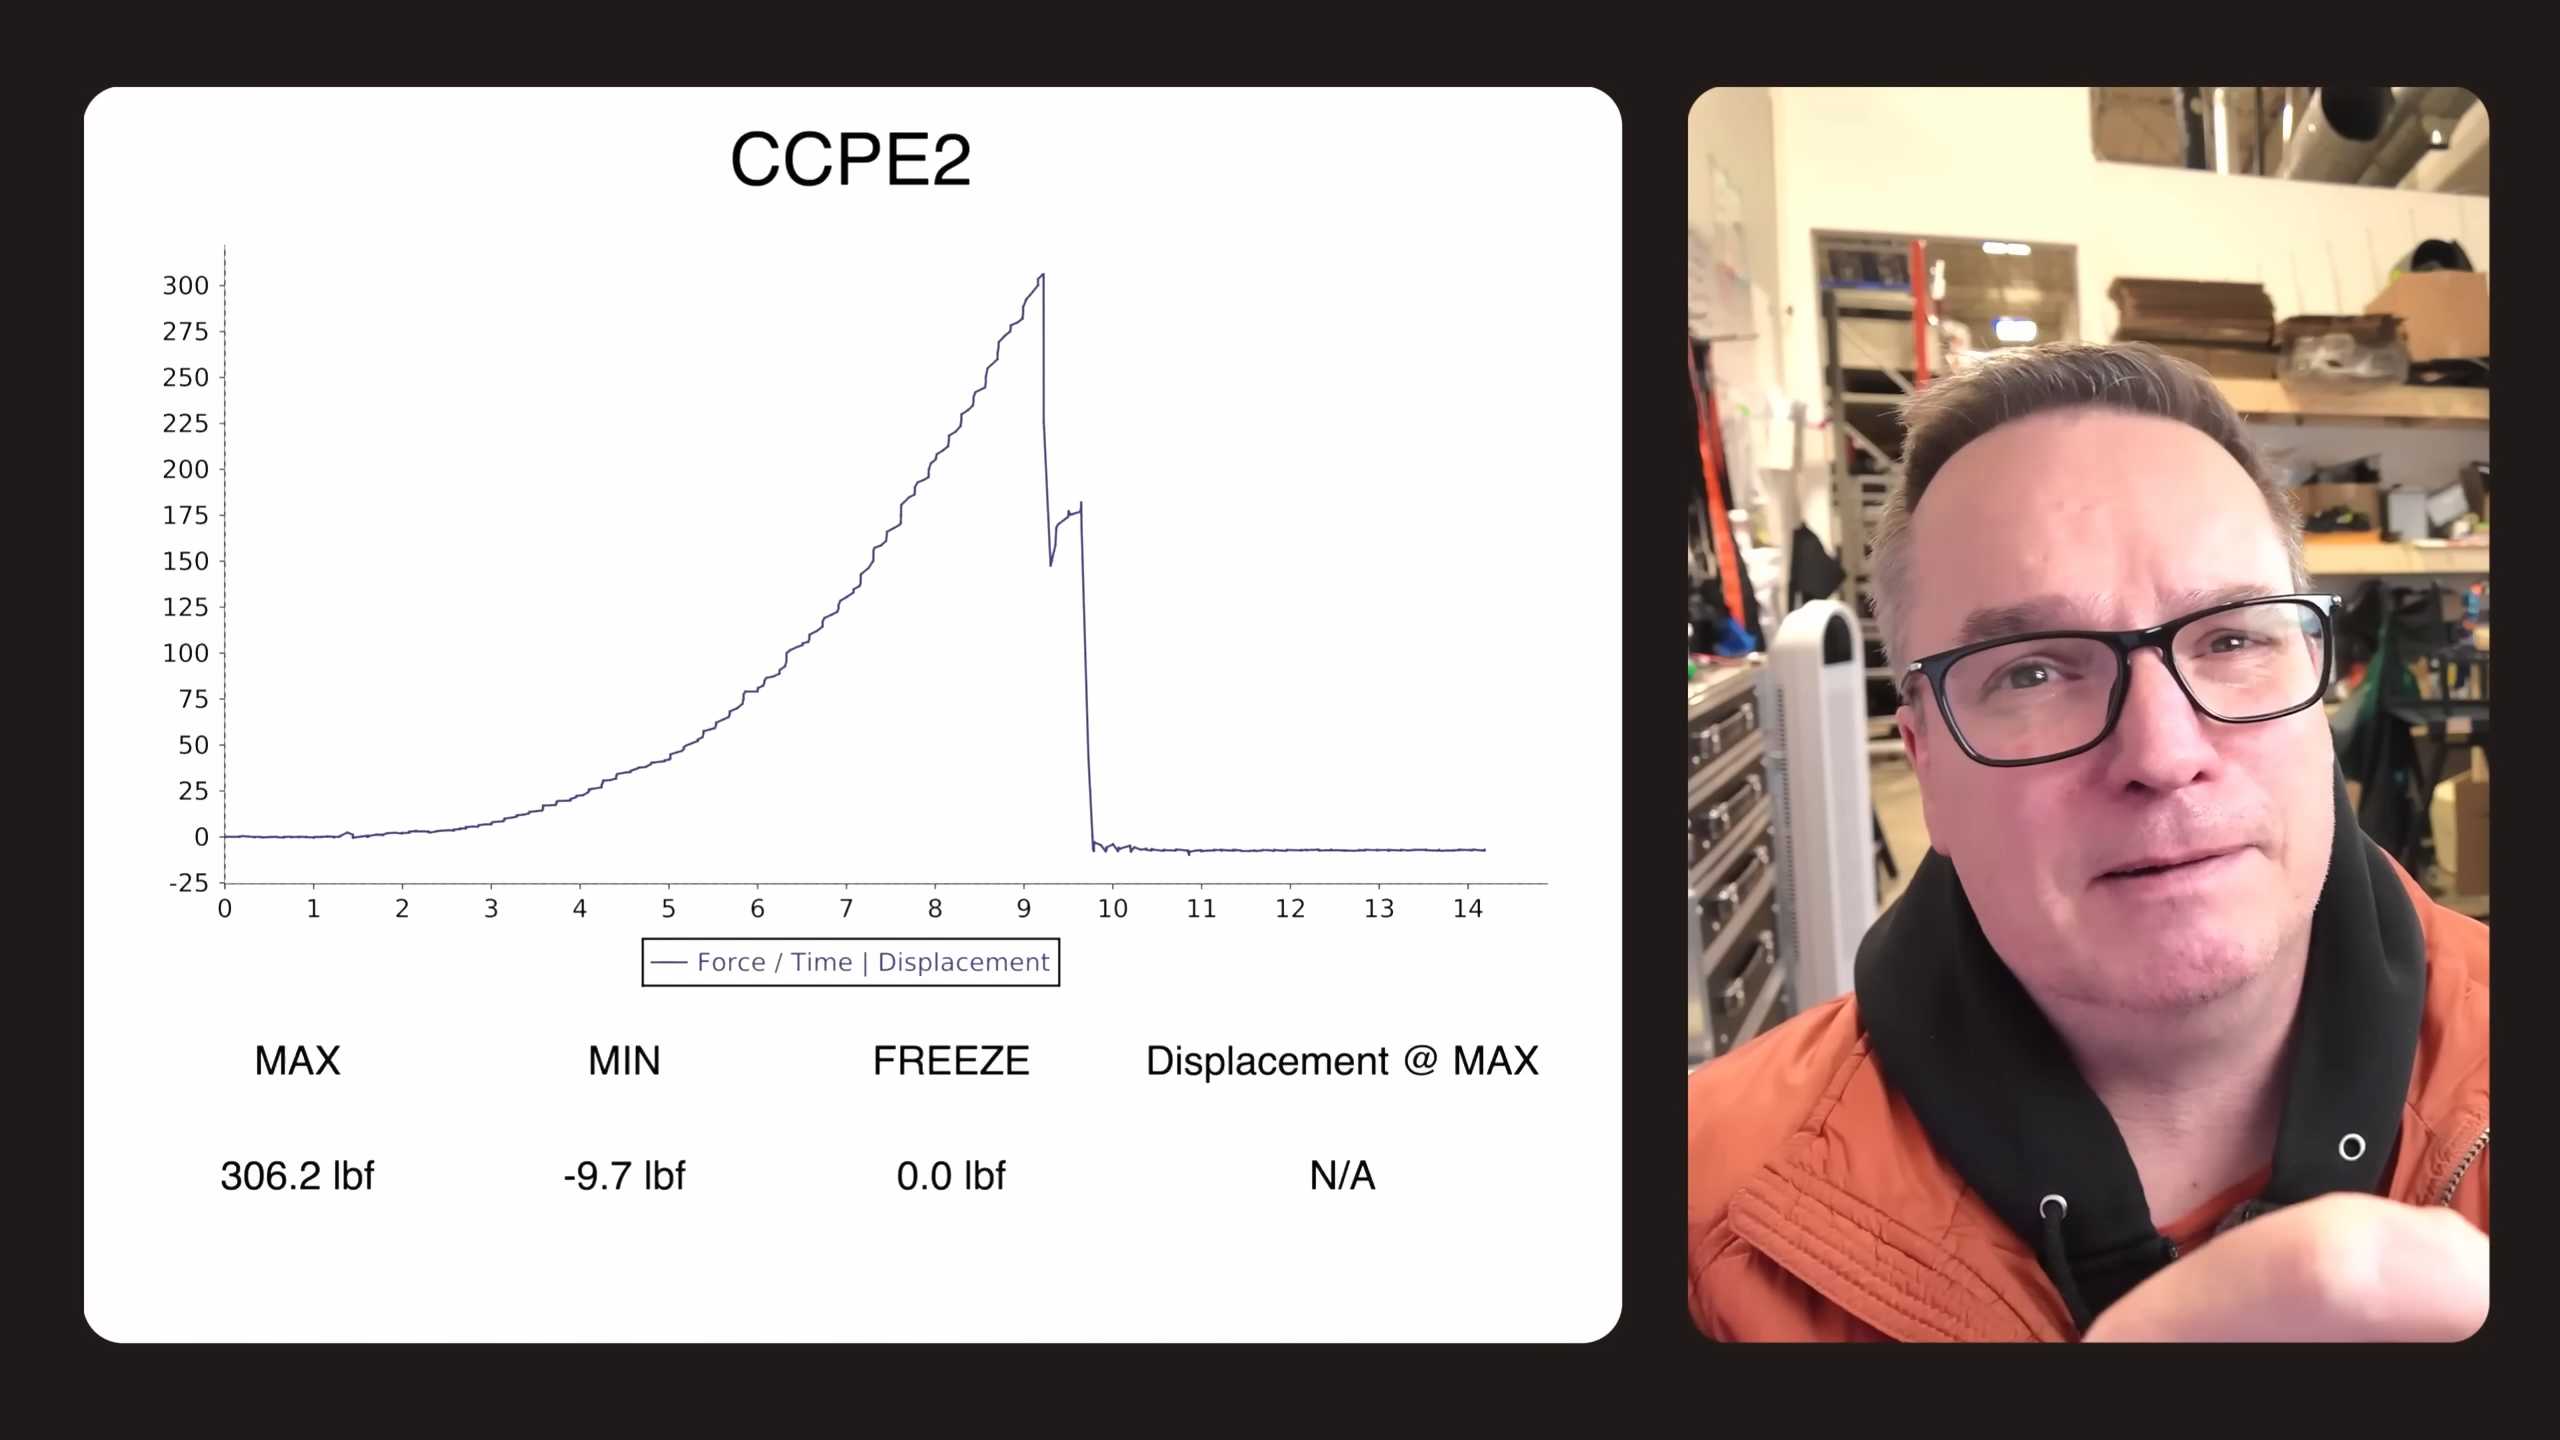 CCPE2
300
275
250
225
200
175
150
125
100
75
50
25
0
-25
0 1 2 3 4 5 6 7 8 9 10 11 12 13 14
Force / Time | Displacement
MAX MIN FREEZE Displacement @ MAX
306.2 lbf -9.7 lbf 0.0 lbf N/A